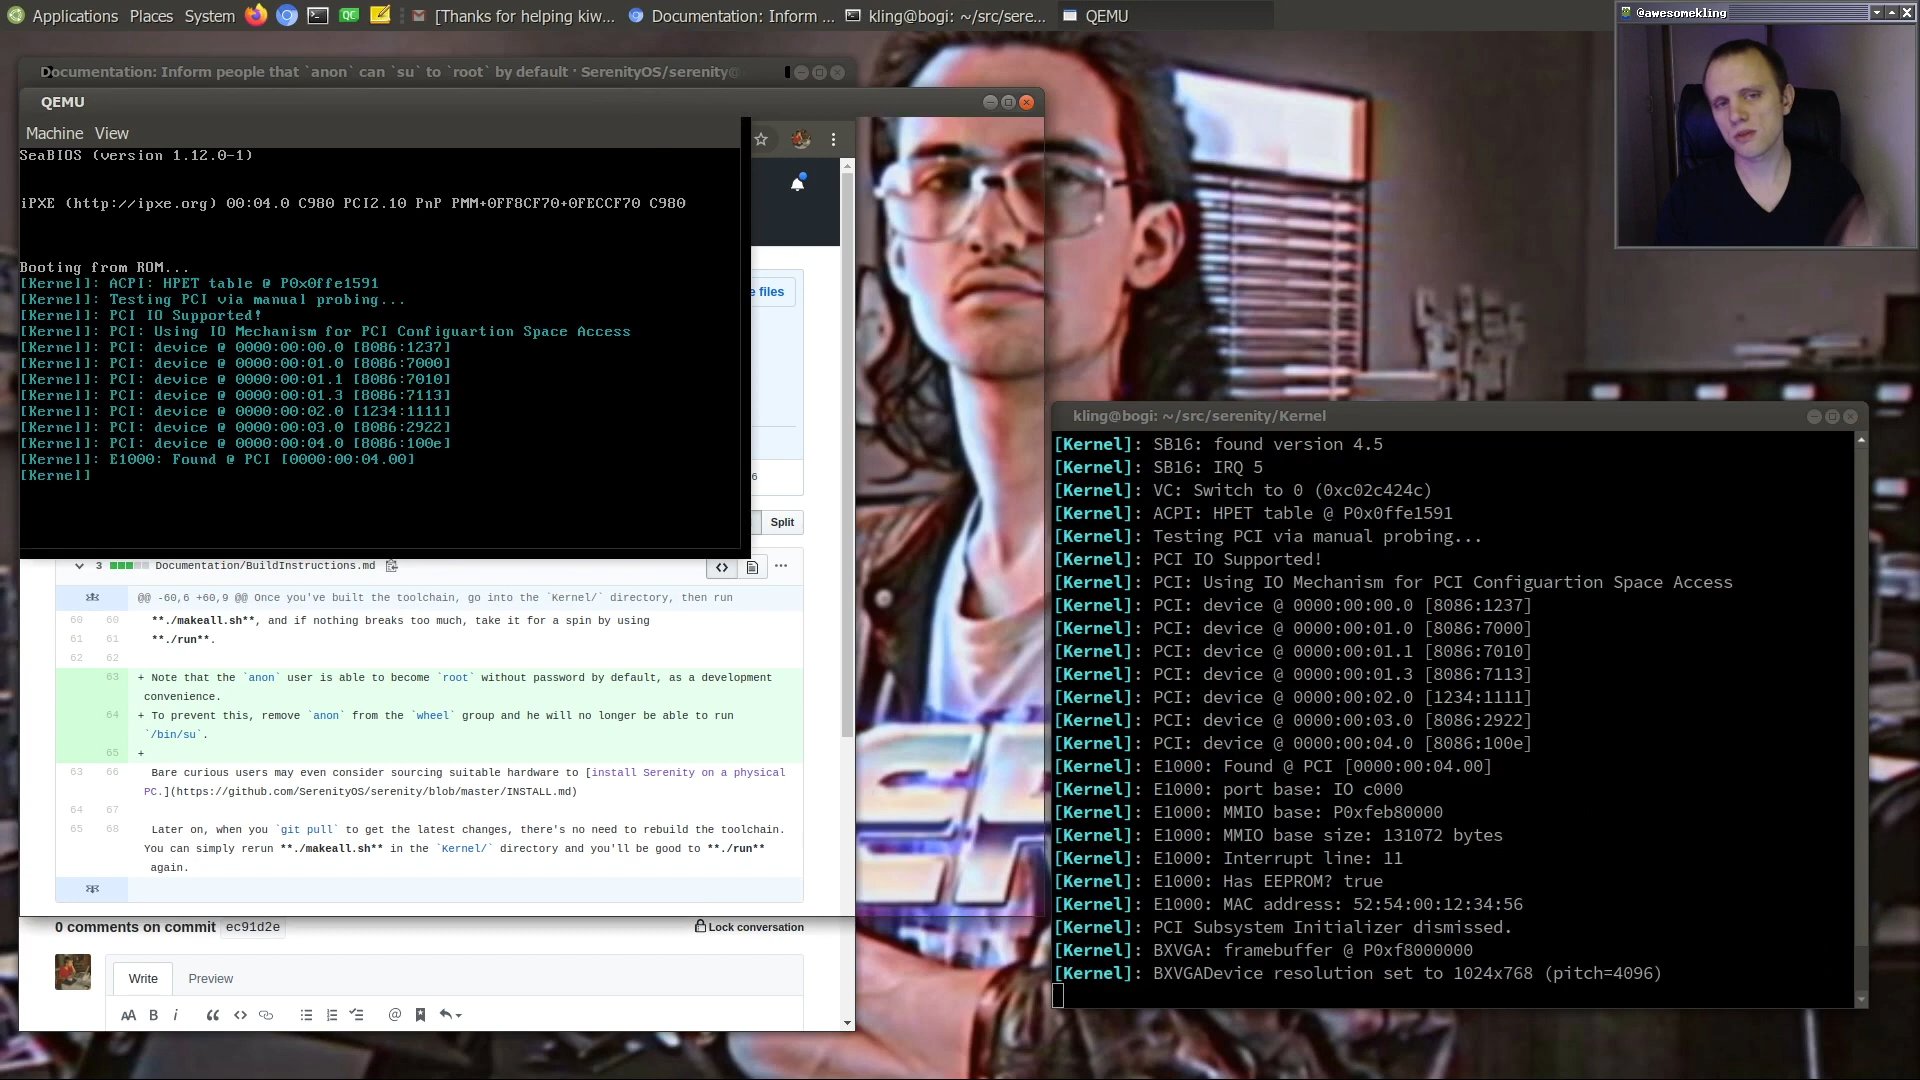 Applications Places System QC [Thanks for helping kiw... Documentation: Inform ... kling@bogi: ~/src/sere... QEMU
@awesomekling
Documentation: Inform people that `anon` can `su` to `root` by default · SerenityOS/serenity@
QEMU
Machine View
SeaBIOS (version 1.12.0-1)
iPXE (http://ipxe.org) 00:04.0 C980 PCI2.10 PnP PMM+0FF8CF70+0FECCF70 C980
Booting from ROM...
[Kernel]: ACPI: HPET table @ P0x0ffe1591
[Kernel]: Testing PCI via manual probing...
[Kernel]: PCI IO Supported!
[Kernel]: PCI: Using IO Mechanism for PCI Configuartion Space Access
[Kernel]: PCI: device @ 0000:00:00.0 [8086:1237]
[Kernel]: PCI: device @ 0000:00:01.0 [8086:7000]
[Kernel]: PCI: device @ 0000:00:01.1 [8086:7010]
[Kernel]: PCI: device @ 0000:00:01.3 [8086:7113]
[Kernel]: PCI: device @ 0000:00:02.0 [1234:1111]
[Kernel]: PCI: device @ 0000:00:03.0 [8086:2922]
[Kernel]: PCI: device @ 0000:00:04.0 [8086:100e]
[Kernel]: E1000: Found @ PCI [0000:00:04.00]
[Kernel]
e files
6
Split
3 Documentation/BuildInstructions.md
@@ -60,6 +60,9 @@ Once you've built the toolchain, go into the `Kernel/` directory, then run
60 60 **./makeall.sh**, and if nothing breaks too much, take it for a spin by using
61 61 **./run**.
62 62
63 + Note that the `anon` user is able to become `root` without password by default, as a development
convenience.
64 + To prevent this, remove `anon` from the `wheel` group and he will no longer be able to run
`/bin/su`.
65 +
63 66 Bare curious users may even consider sourcing suitable hardware to [install Serenity on a physical
PC.](https://github.com/SerenityOS/serenity/blob/master/INSTALL.md)
64 67
65 68 Later on, when you `git pull` to get the latest changes, there's no need to rebuild the toolchain.
You can simply rerun **./makeall.sh** in the `Kernel/` directory and you'll be good to **./run**
again.
0 comments on commit ec91d2e Lock conversation
Write Preview
AA B i
kling@bogi: ~/src/serenity/Kernel
[Kernel]: SB16: found version 4.5
[Kernel]: SB16: IRQ 5
[Kernel]: VC: Switch to 0 (0xc02c424c)
[Kernel]: ACPI: HPET table @ P0x0ffe1591
[Kernel]: Testing PCI via manual probing...
[Kernel]: PCI IO Supported!
[Kernel]: PCI: Using IO Mechanism for PCI Configuartion Space Access
[Kernel]: PCI: device @ 0000:00:00.0 [8086:1237]
[Kernel]: PCI: device @ 0000:00:01.0 [8086:7000]
[Kernel]: PCI: device @ 0000:00:01.1 [8086:7010]
[Kernel]: PCI: device @ 0000:00:01.3 [8086:7113]
[Kernel]: PCI: device @ 0000:00:02.0 [1234:1111]
[Kernel]: PCI: device @ 0000:00:03.0 [8086:2922]
[Kernel]: PCI: device @ 0000:00:04.0 [8086:100e]
[Kernel]: E1000: Found @ PCI [0000:00:04.00]
[Kernel]: E1000: port base: IO c000
[Kernel]: E1000: MMIO base: P0xfeb80000
[Kernel]: E1000: MMIO base size: 131072 bytes
[Kernel]: E1000: Interrupt line: 11
[Kernel]: E1000: Has EEPROM? true
[Kernel]: E1000: MAC address: 52:54:00:12:34:56
[Kernel]: PCI Subsystem Initializer dismissed.
[Kernel]: BXVGA: framebuffer @ P0xf8000000
[Kernel]: BXVGADevice resolution set to 1024x768 (pitch=4096)